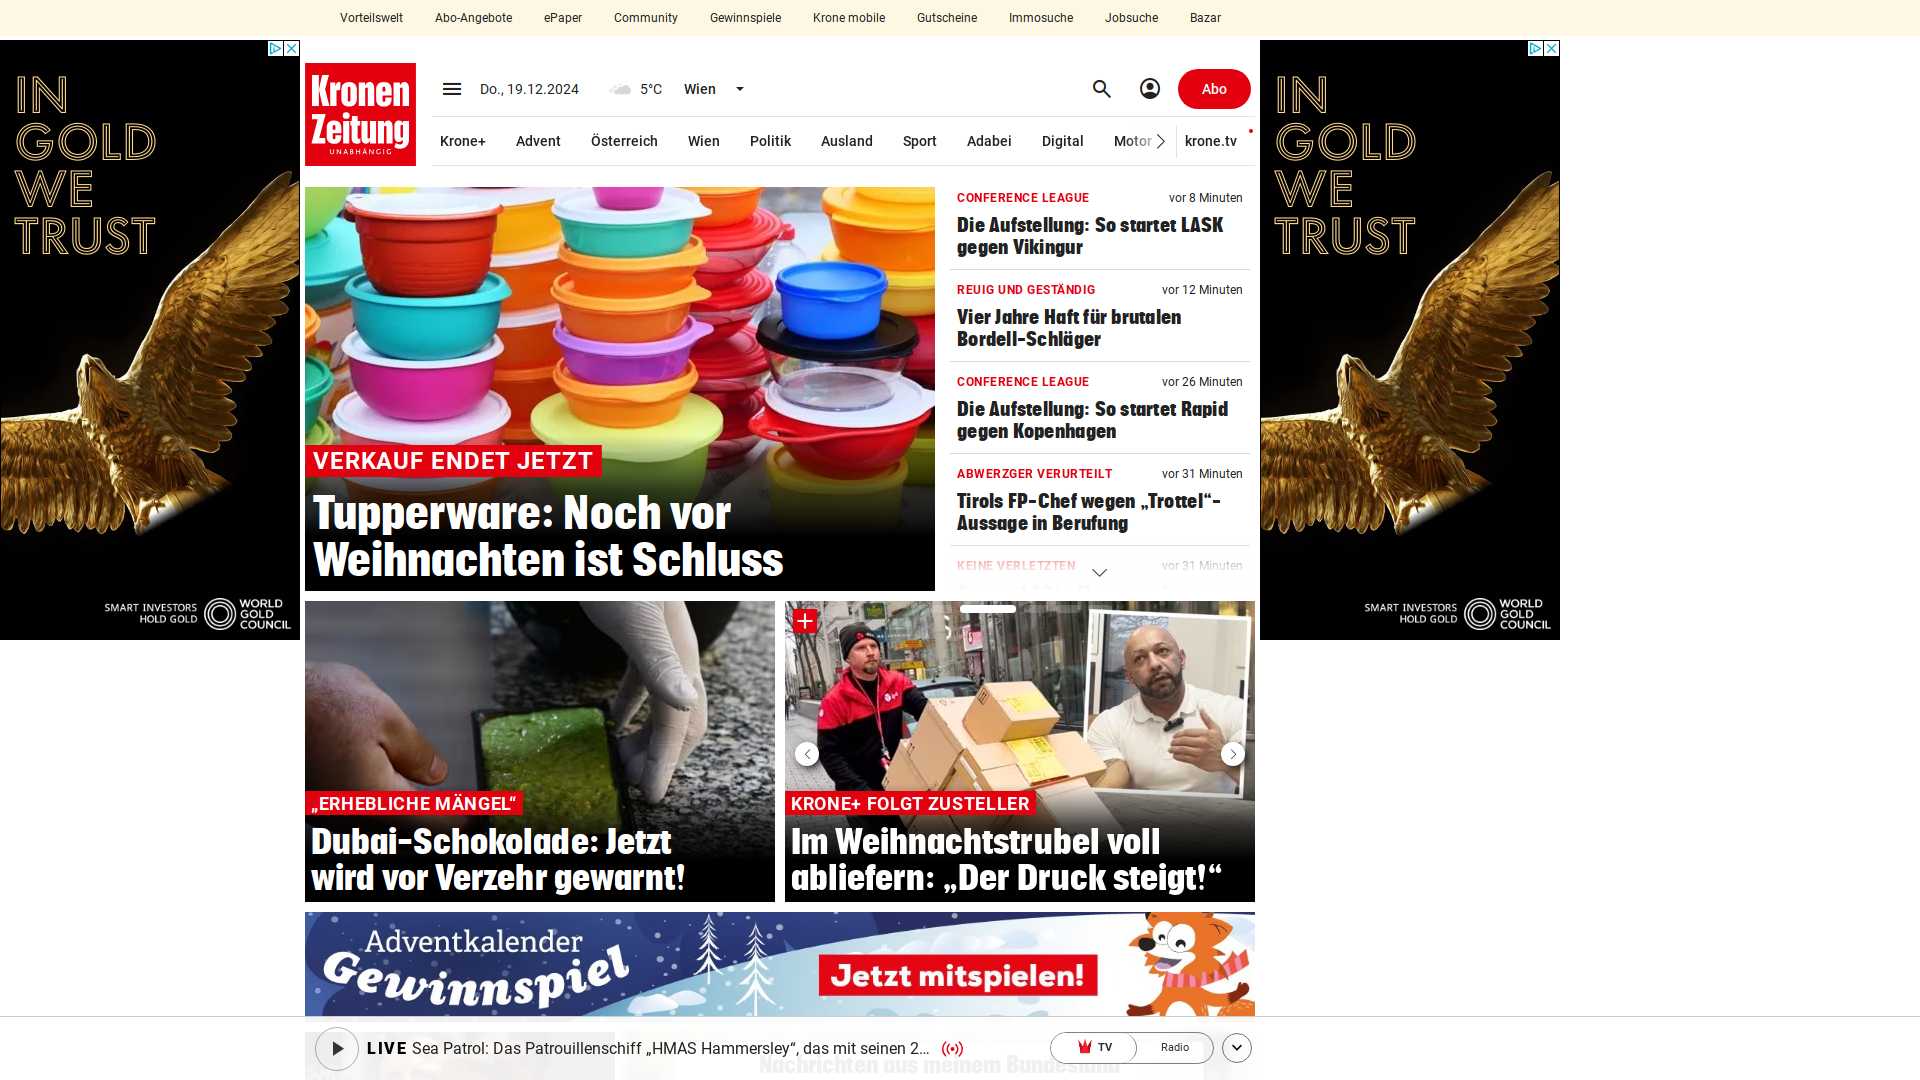 Vorteilswelt Abo-Angebote ePaper Community Gewinnspiele Krone mobile Gutscheine Immosuche Jobsuche Bazar
IN
GOLD
WE
TRUST
SMART INVESTORS
HOLD GOLD
WORLD
GOLD
COUNCIL
Kronen
Zeitung
UNABHÄNGIG
Do., 19.12.2024 5°C Wien
Abo
Krone+ Advent Österreich Wien Politik Ausland Sport Adabei Digital Motor krone.tv
VERKAUF ENDET JETZT
Tupperware: Noch vor
Weihnachten ist Schluss
CONFERENCE LEAGUE vor 8 Minuten
Die Aufstellung: So startet LASK
gegen Vikingur
REUIG UND GESTÄNDIG vor 12 Minuten
Vier Jahre Haft für brutalen
Bordell-Schläger
CONFERENCE LEAGUE vor 26 Minuten
Die Aufstellung: So startet Rapid
gegen Kopenhagen
ABWERZGER VERURTEILT vor 31 Minuten
Tirols FP-Chef wegen „Trottel“-
Aussage in Berufung
KEINE VERLETZTEN vor 31 Minuten
„ERHEBLICHE MÄNGEL“
Dubai-Schokolade: Jetzt
wird vor Verzehr gewarnt!
KRONE+ FOLGT ZUSTELLER
Im Weihnachtstrubel voll
abliefern: „Der Druck steigt!“
IN
GOLD
WE
TRUST
SMART INVESTORS
HOLD GOLD
WORLD
GOLD
COUNCIL
Adventkalender
Gewinnspiel
Jetzt mitspielen!
LIVE Sea Patrol: Das Patrouillenschiff „HMAS Hammersley“, das mit seinen 2...
TV Radio
Nachrichten aus meinem Bundesland